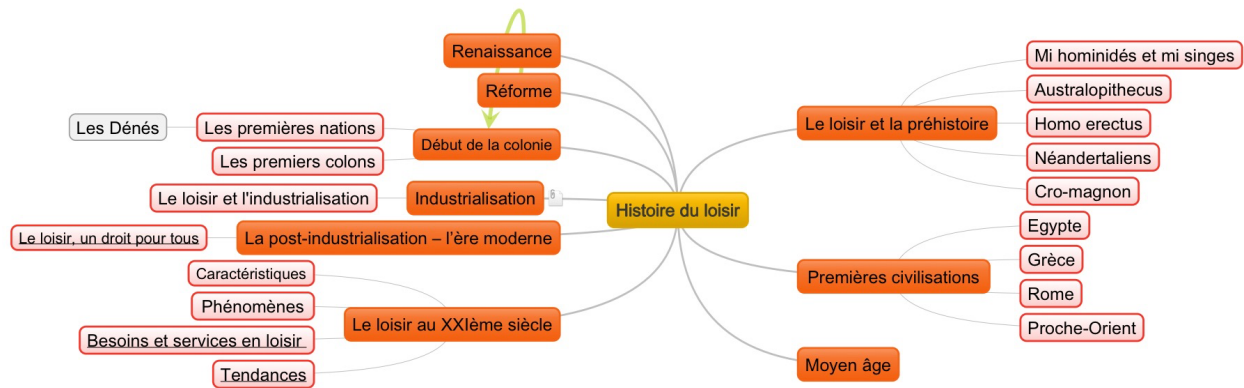 Histoire du loisir
Le loisir et la préhistoire
Mi hominidés et mi singes
Australopithecus
Homo erectus
Néandertaliens
Cro-magnon
Premières civilisations
Egypte
Grèce
Rome
Proche-Orient
Moyen âge
Renaissance
Réforme
Début de la colonie
Les premières nations
Les Dénés
Les premiers colons
Industrialisation
Le loisir et l'industrialisation
La post-industrialisation – l'ère moderne
Le loisir, un droit pour tous
Le loisir au XXIème siècle
Caractéristiques
Phénomènes
Besoins et services en loisir
Tendances